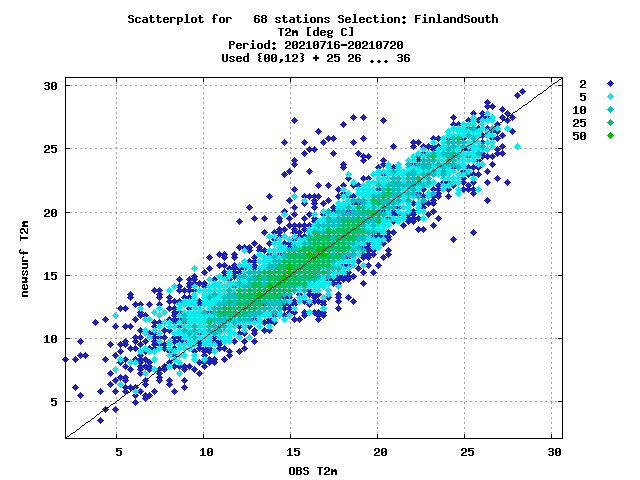 Scatterplot for   68 stations Selection: FinlandSouth
T2m [deg C]
Period: 20210716-20210720
Used {00,12} + 25 26 ... 36
2
5
10
25
50
30
25
20
15
10
5
newsurf T2m
5 10 15 20 25 30
OBS T2m